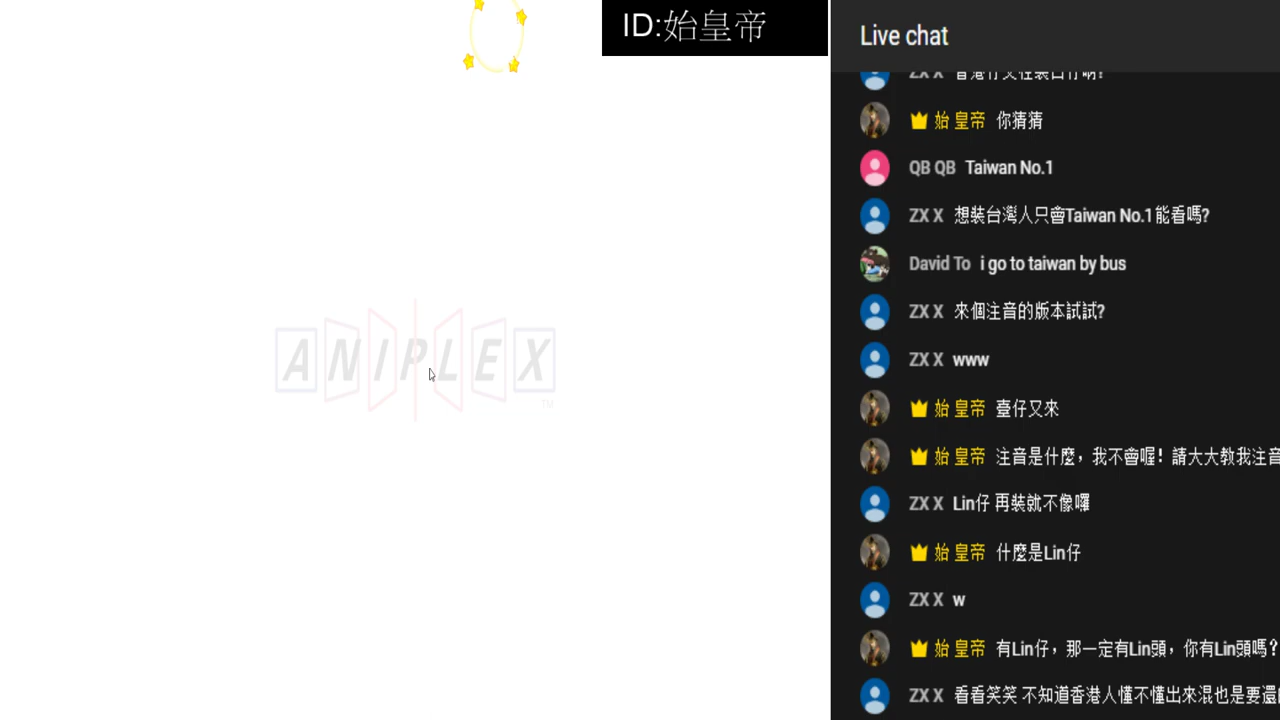 ID:始皇帝
Live chat
ANIPLEX
TM
始 皇帝 你猜猜
QB QB Taiwan No.1
ZX X 想裝台灣人只會Taiwan No.1能看嗎?
David To i go to taiwan by bus
ZX X 來個注音的版本試試?
ZX X www
始 皇帝 臺仔又來
始 皇帝 注音是什麼，我不會喔！請大大教我注音
ZX X Lin仔 再裝就不像囉
始 皇帝 什麼是Lin仔
ZX X w
始 皇帝 有Lin仔，那一定有Lin頭，你有Lin頭嗎？
ZX X 看看笑笑 不知道香港人懂不懂出來混也是要還